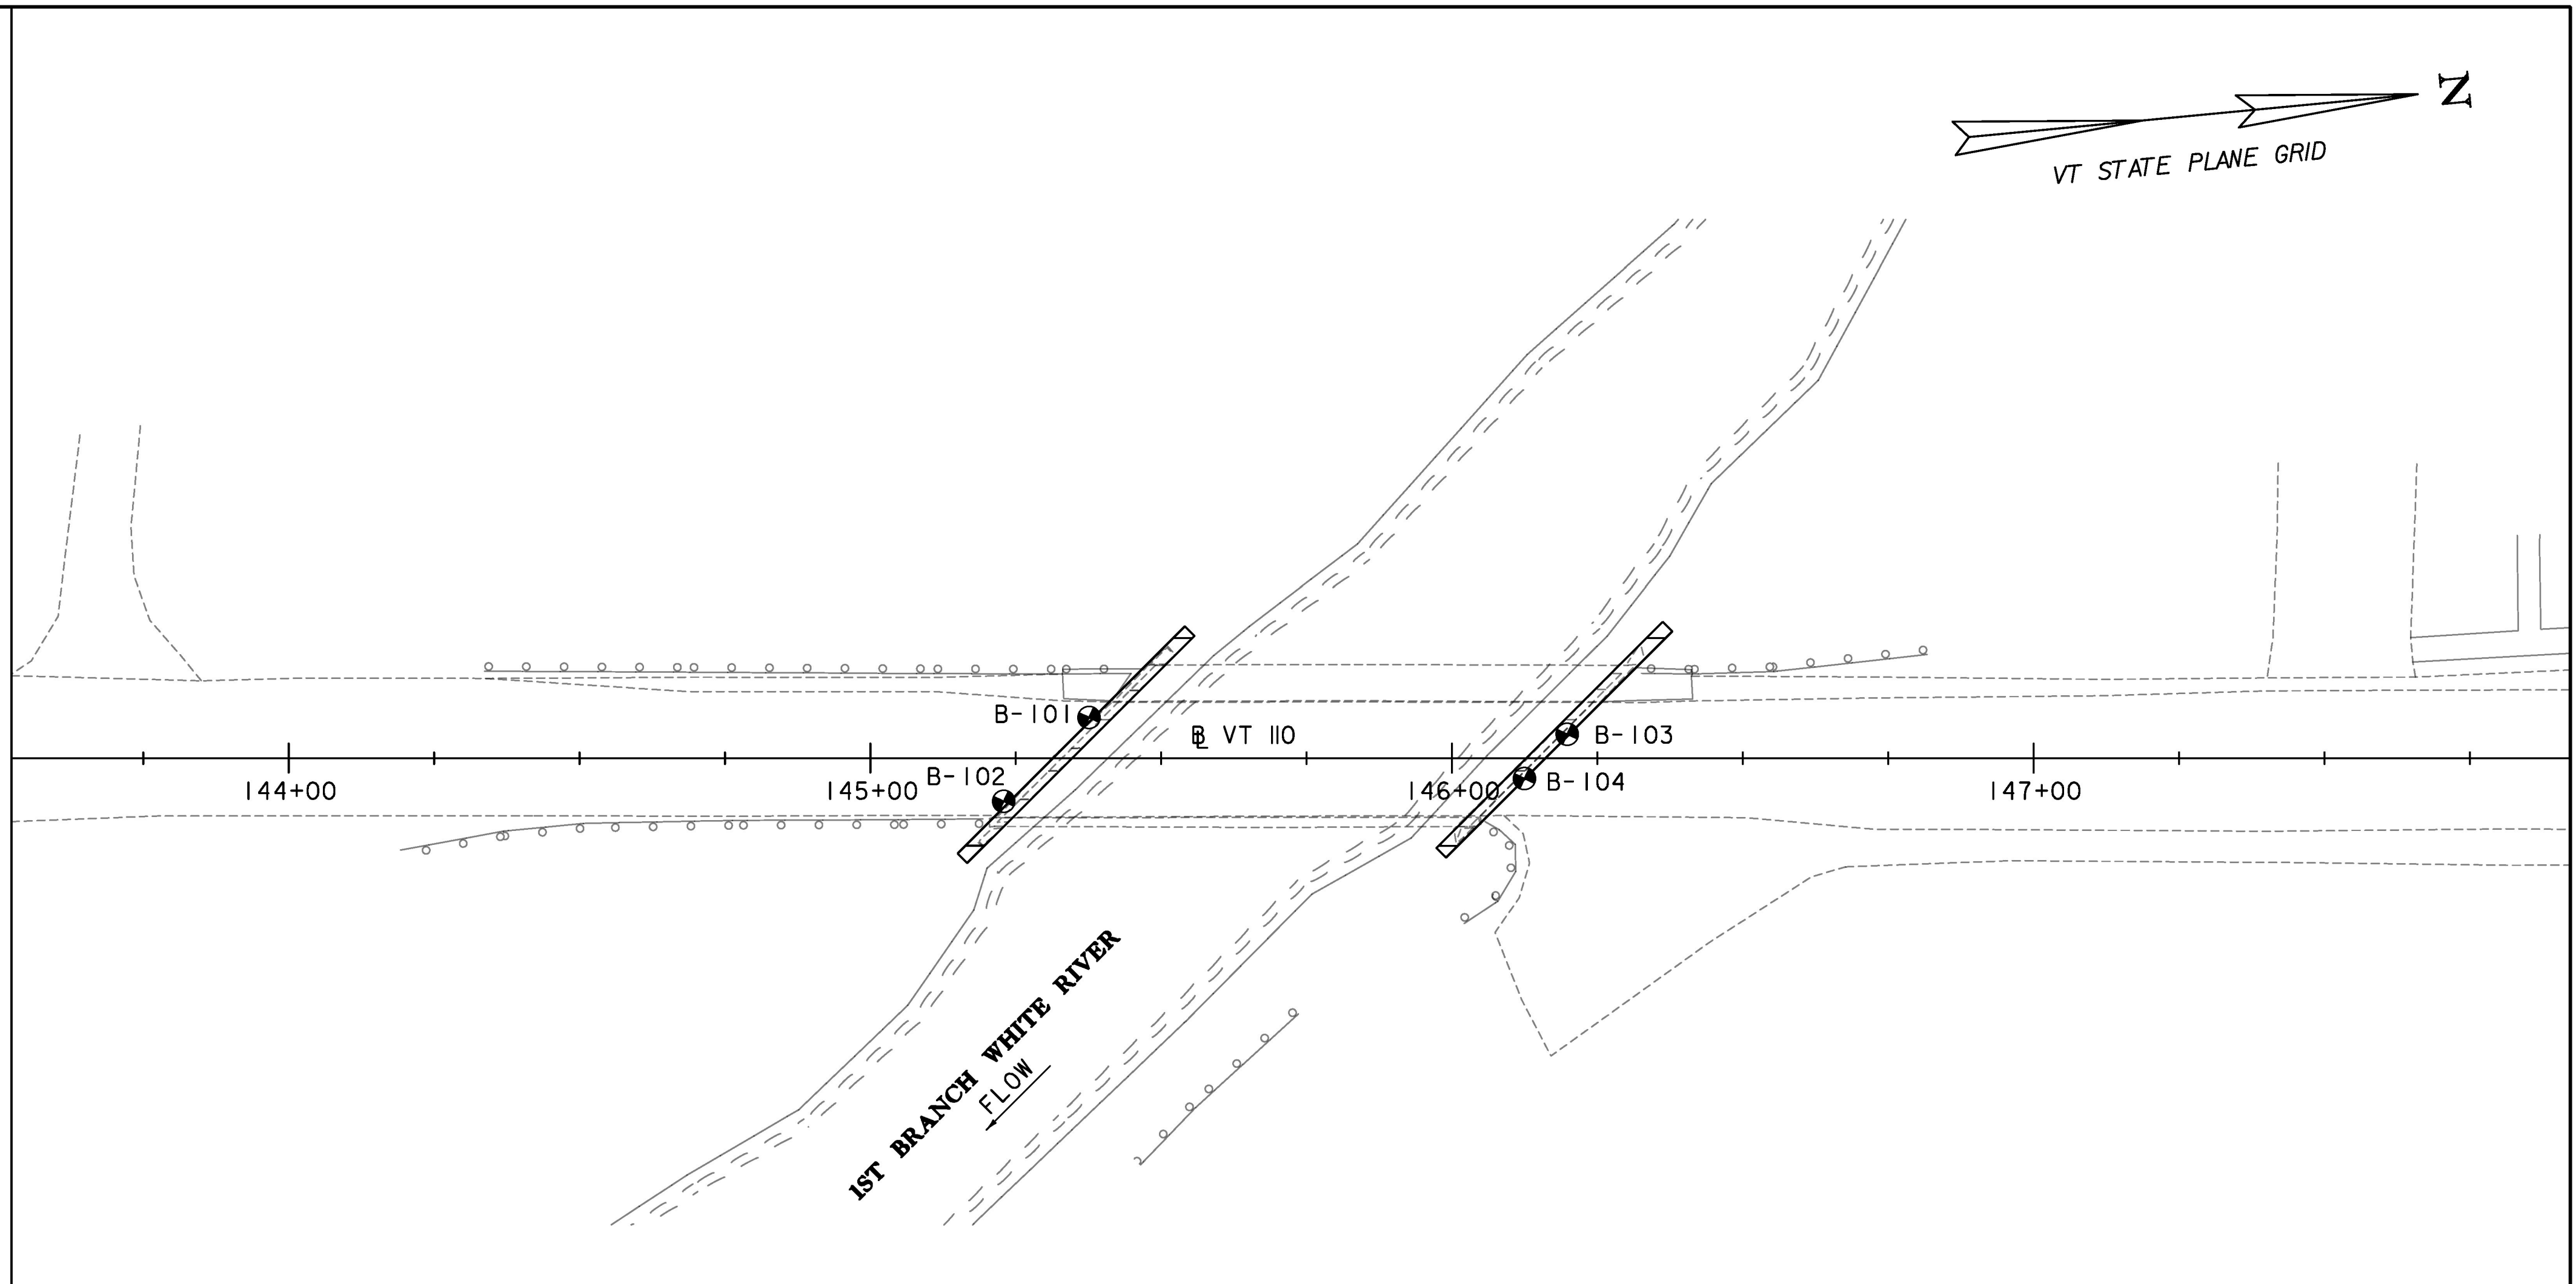 N
VT STATE PLANE GRID
B-101
BL VT 110
B-103
B-102
144+00
145+00
146+00
B-104
147+00
1ST BRANCH WHITE RIVER
FLOW